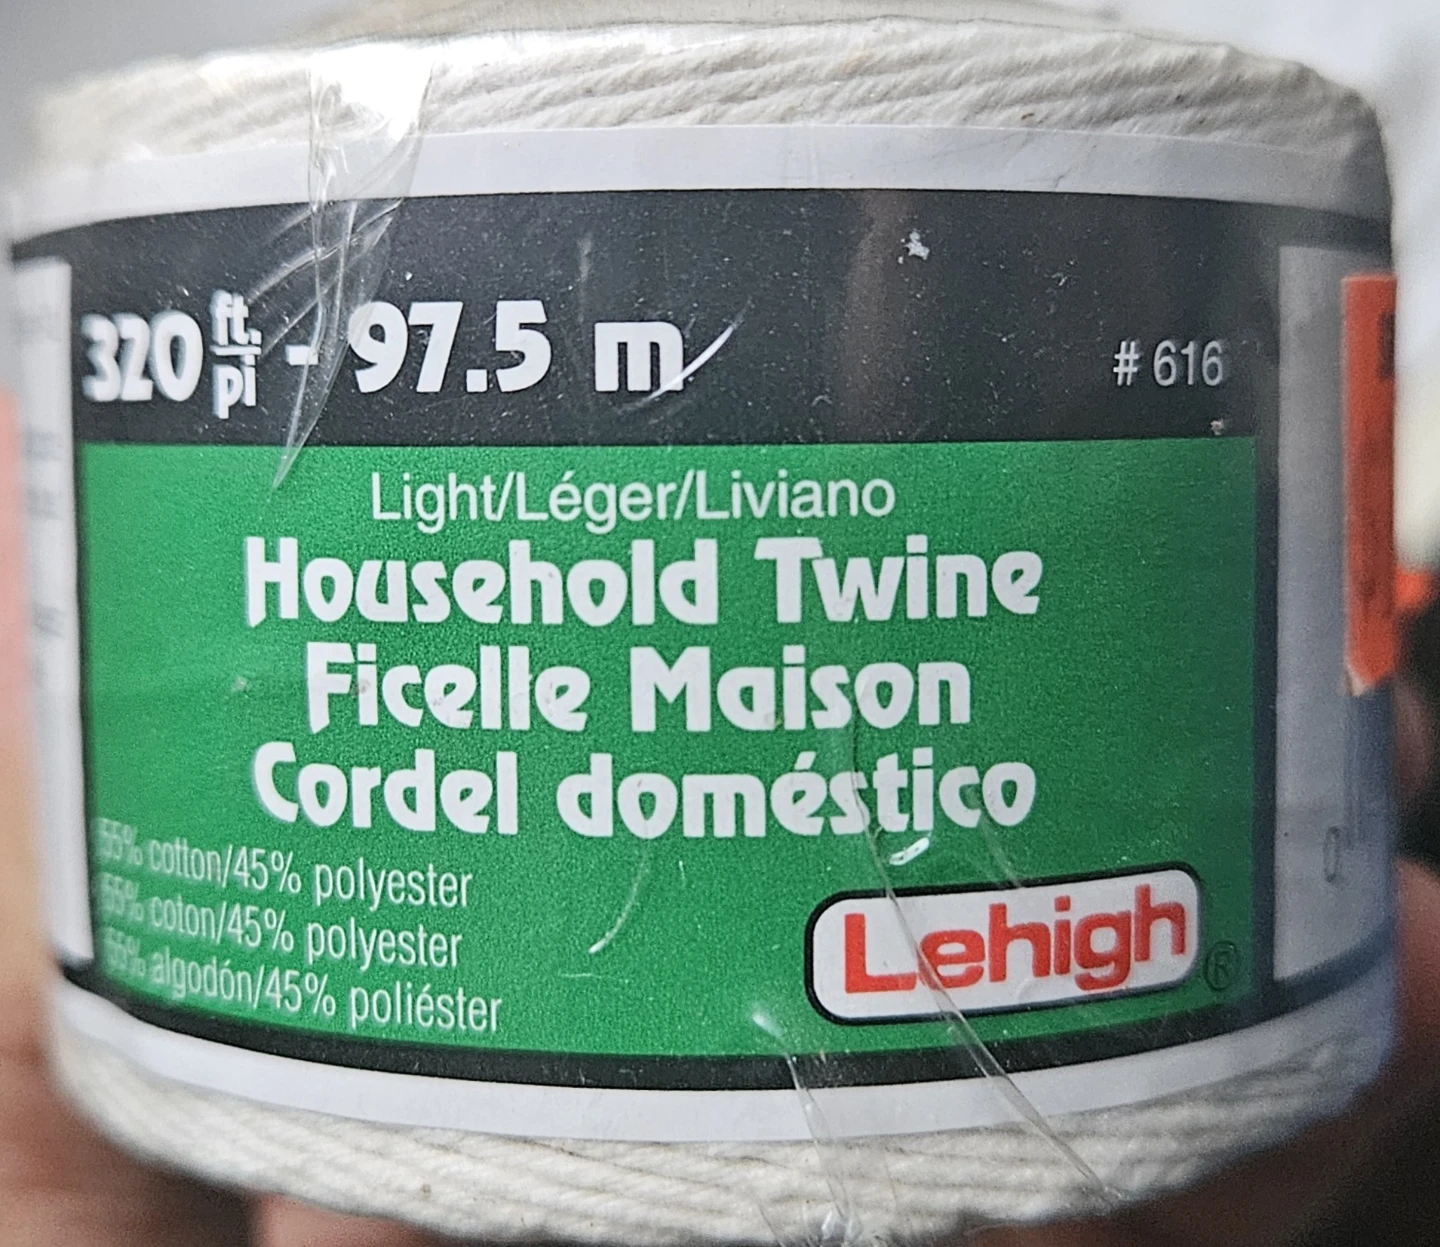 320 ft./pi - 97.5 m
# 616
Light/Léger/Liviano
Household Twine
Ficelle Maison
Cordel doméstico
55% cotton/45% polyester
55% coton/45% polyester
55% algodón/45% poliéster
Lehigh®